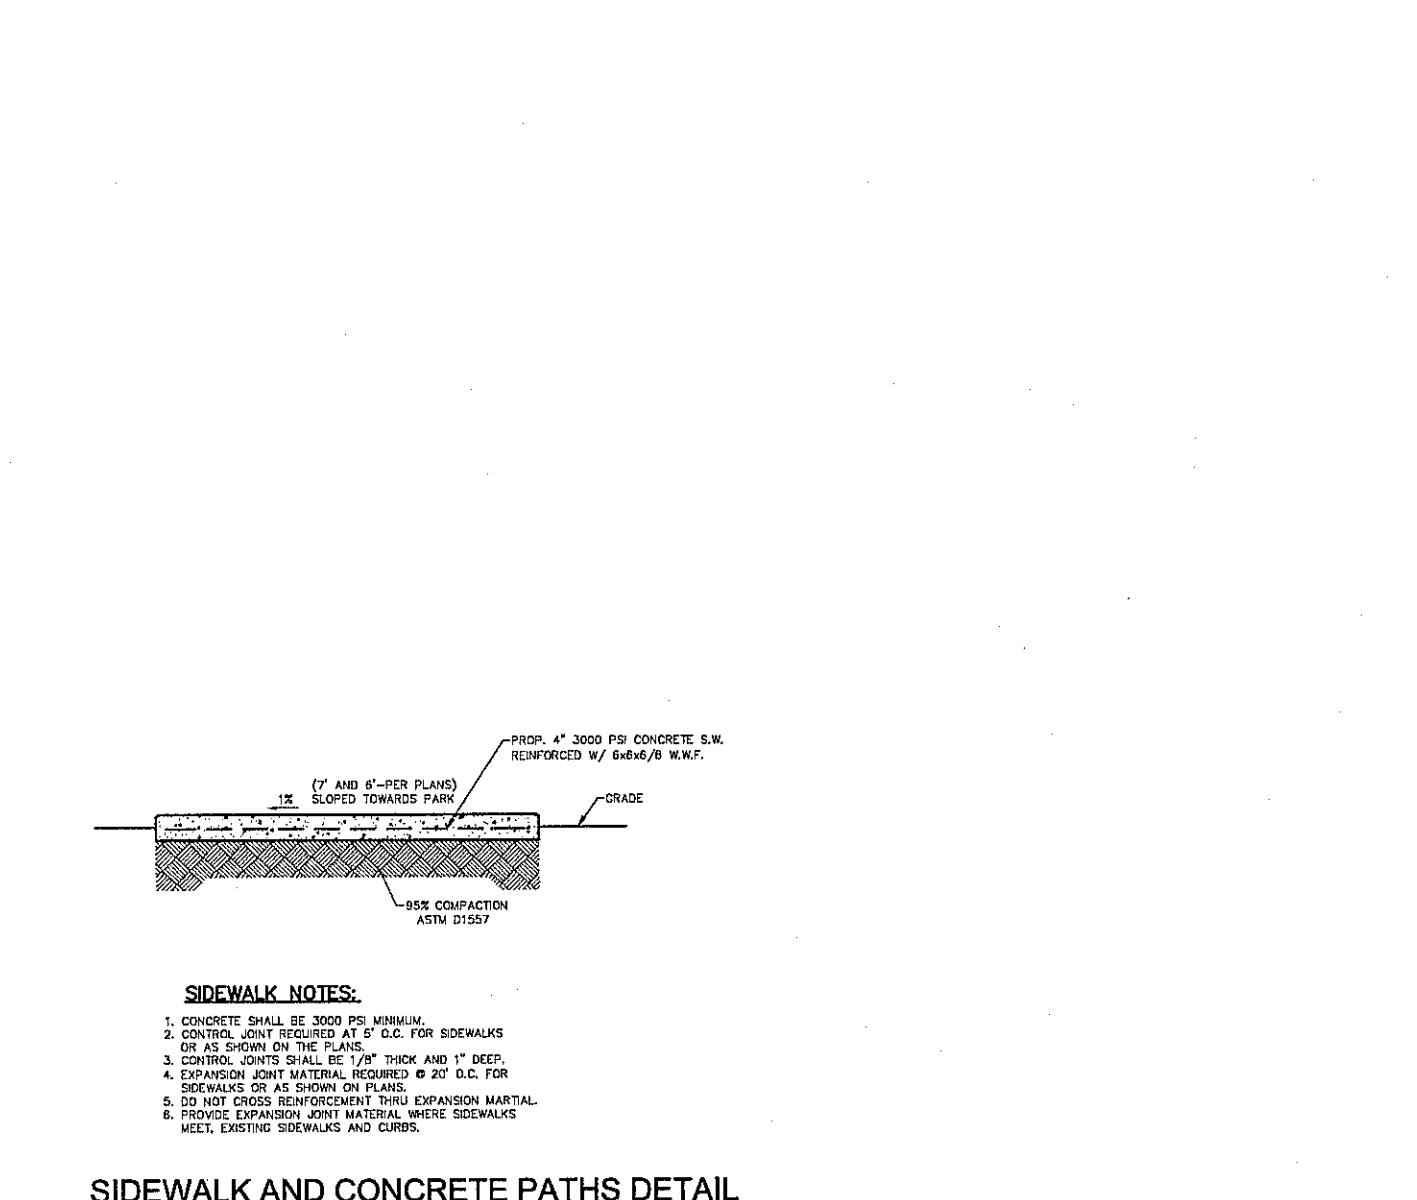 PROP. 4" 3000 PSI CONCRETE S.W.
REINFORCED W/ 6x6x6/6 W.W.F.
(7' AND 6'-PER PLANS)
1% SLOPED TOWARDS PARK
GRADE
95% COMPACTION
ASTM D1557
SIDEWALK NOTES:
1. CONCRETE SHALL BE 3000 PSI MINIMUM.
2. CONTROL JOINT REQUIRED AT 5' O.C. FOR SIDEWALKS
OR AS SHOWN ON THE PLANS.
3. CONTROL JOINTS SHALL BE 1/8" THICK AND 1" DEEP.
4. EXPANSION JOINT MATERIAL REQUIRED @ 20' O.C. FOR
SIDEWALKS OR AS SHOWN ON PLANS.
5. DO NOT CROSS REINFORCEMENT THRU EXPANSION MARTIAL.
6. PROVIDE EXPANSION JOINT MATERIAL WHERE SIDEWALKS
MEET, EXISTING SIDEWALKS AND CURBS.
SIDEWALK AND CONCRETE PATHS DETAIL